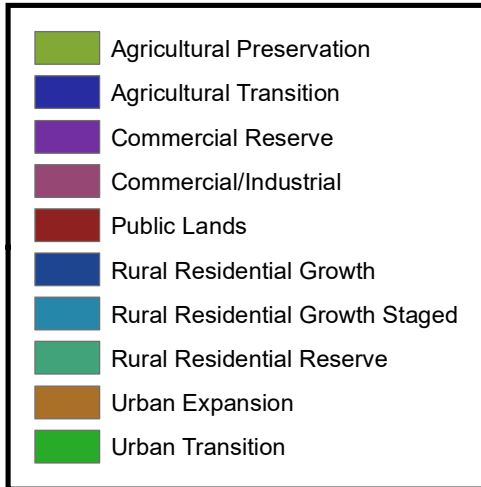 Agricultural Preservation
Agricultural Transition
Commercial Reserve
Commercial/Industrial
Public Lands
Rural Residential Growth
Rural Residential Growth Staged
Rural Residential Reserve
Urban Expansion
Urban Transition